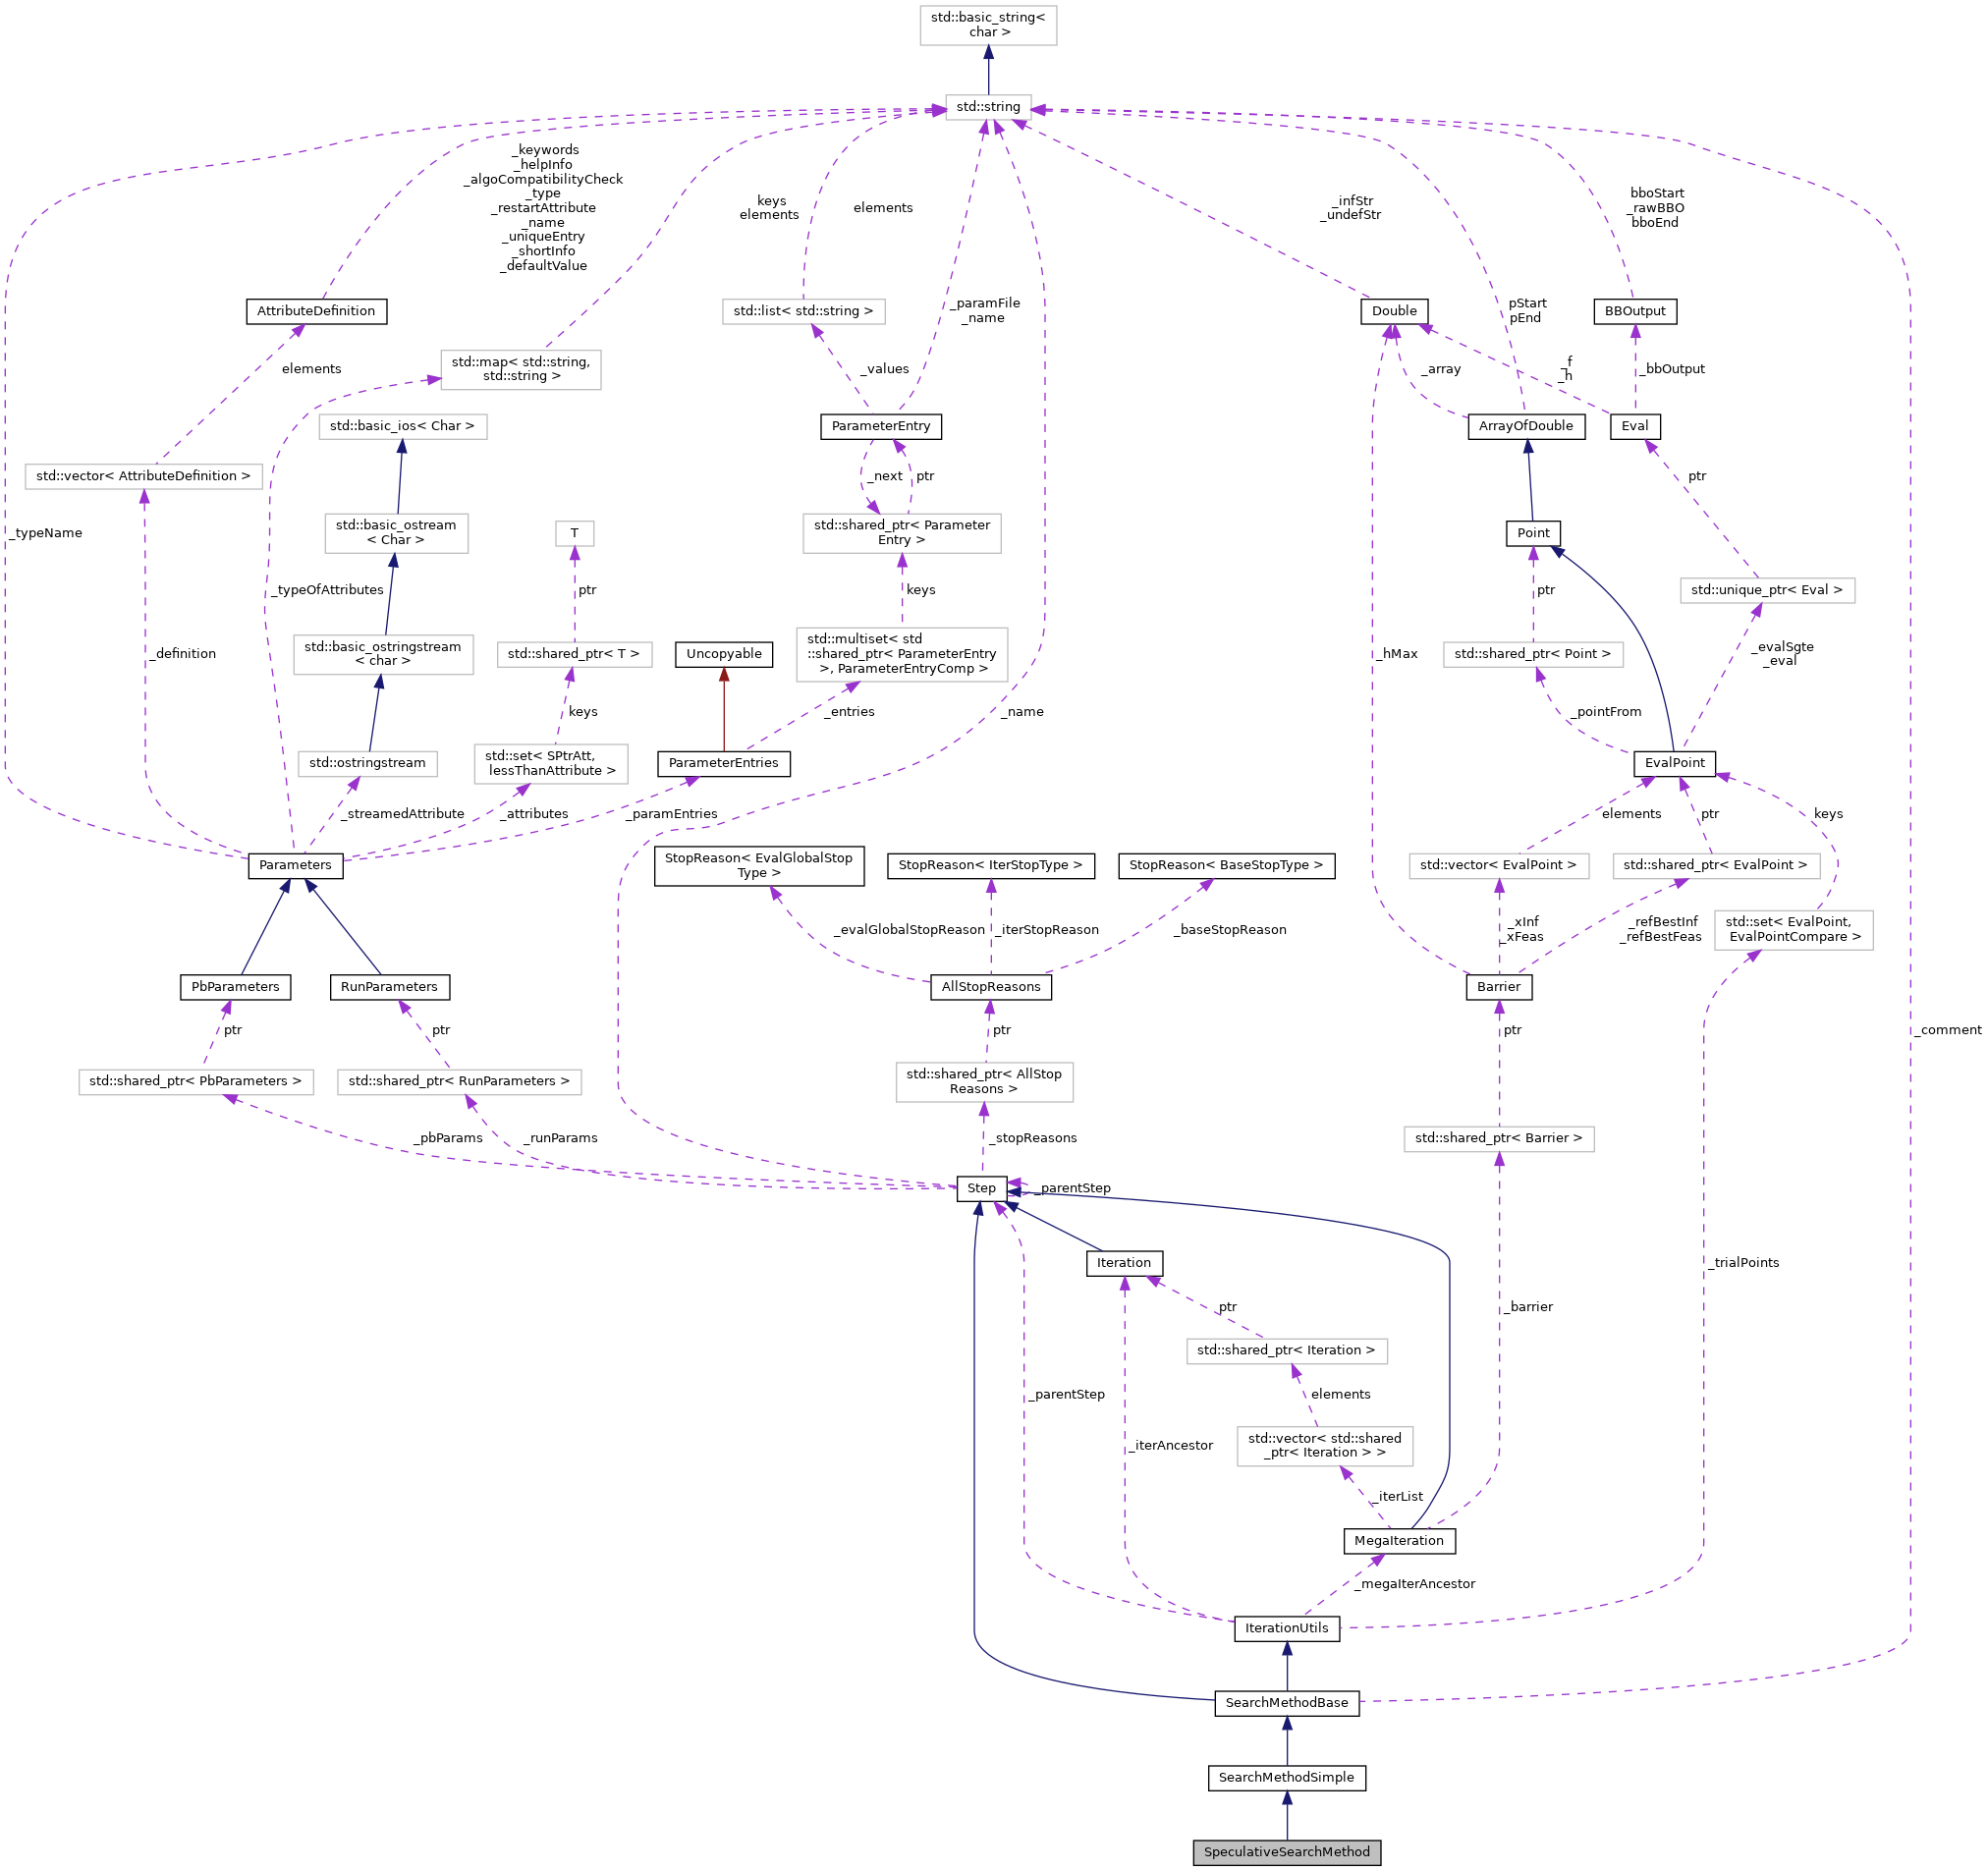 std::basic_string<
char >
std::string
_keywords
_helpInfo
_algoCompatibilityCheck
_type
_restartAttribute
_name
_uniqueEntry
_shortInfo
_defaultValue
keys
elements
elements
_infStr
_undefStr
bboStart
_rawBBO
bboEnd
AttributeDefinition
std::list< std::string >
_paramFile
_name
Double
pStart
pEnd
BBOutput
elements
std::map< std::string,
std::string >
_values
_array
_f
_h
_bbOutput
std::basic_ios< Char >
ParameterEntry
ArrayOfDouble
Eval
std::vector< AttributeDefinition >
_next
ptr
ptr
_typeName
std::basic_ostream
< Char >
T
std::shared_ptr< Parameter
Entry >
Point
_typeOfAttributes
ptr
keys
ptr
std::unique_ptr< Eval >
_definition
std::basic_ostringstream
< char >
std::shared_ptr< T >
Uncopyable
std::multiset< std
::shared_ptr< ParameterEntry
>, ParameterEntryComp >
_hMax
std::shared_ptr< Point >
_evalSgte
_eval
keys
_entries
_name
_pointFrom
std::ostringstream
std::set< SPtrAtt,
lessThanAttribute >
ParameterEntries
EvalPoint
_streamedAttribute
_attributes
_paramEntries
elements
ptr
keys
Parameters
StopReason< EvalGlobalStop
Type >
StopReason< IterStopType >
StopReason< BaseStopType >
std::vector< EvalPoint >
std::shared_ptr< EvalPoint >
_evalGlobalStopReason
_iterStopReason
_baseStopReason
_xInf
_xFeas
_refBestInf
_refBestFeas
std::set< EvalPoint,
EvalPointCompare >
PbParameters
RunParameters
AllStopReasons
Barrier
ptr
ptr
ptr
ptr
_comment
std::shared_ptr< PbParameters >
std::shared_ptr< RunParameters >
std::shared_ptr< AllStop
Reasons >
_pbParams
_runParams
_stopReasons
std::shared_ptr< Barrier >
Step
_parentStep
Iteration
_trialPoints
ptr
_barrier
std::shared_ptr< Iteration >
_parentStep
elements
_iterAncestor
std::vector< std::shared
_ptr< Iteration > >
_iterList
MegaIteration
_megaIterAncestor
IterationUtils
SearchMethodBase
SearchMethodSimple
SpeculativeSearchMethod